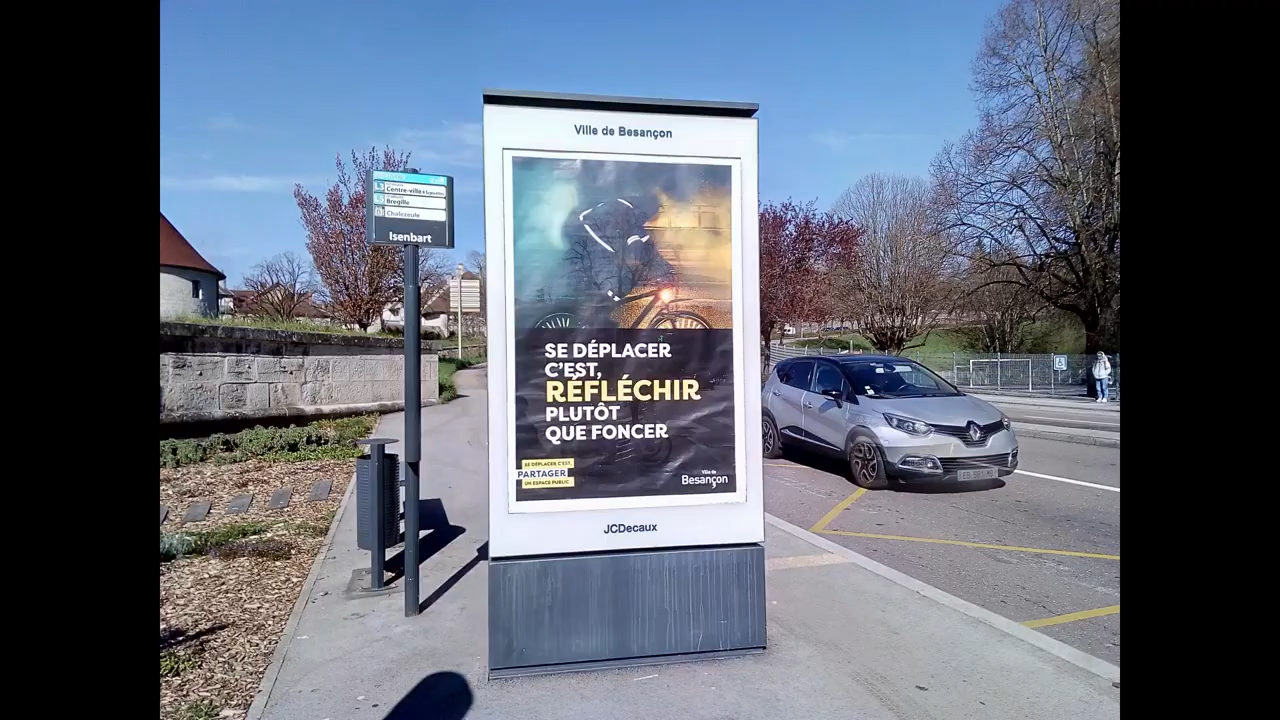 Ville de Besançon
Centre-ville
Bregille
Chalezeule
Isenbart
SE DÉPLACER
C'EST,
RÉFLÉCHIR
PLUTÔT
QUE FONCER
SE DÉPLACER C'EST,
PARTAGER
UN ESPACE PUBLIC
Ville de
Besançon
JCDecaux